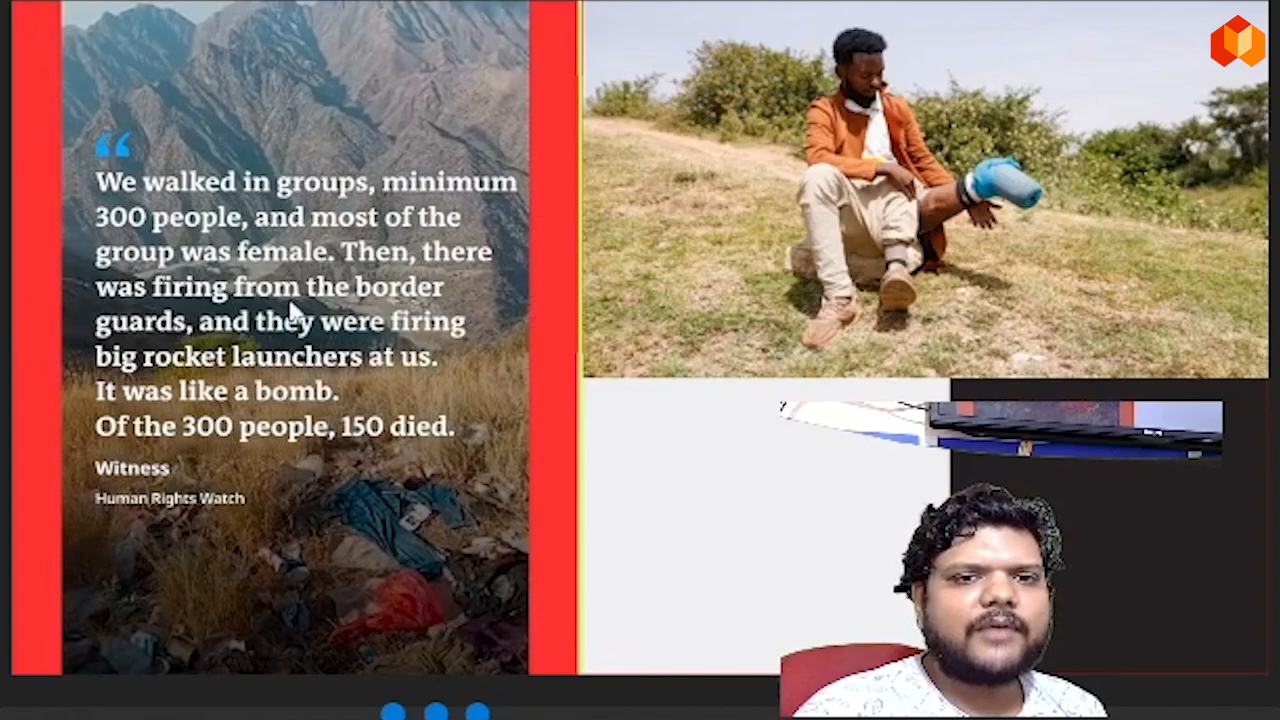 “
We walked in groups, minimum
300 people, and most of the
group was female. Then, there
was firing from the border
guards, and they were firing
big rocket launchers at us.
It was like a bomb.
Of the 300 people, 150 died.
Witness
Human Rights Watch